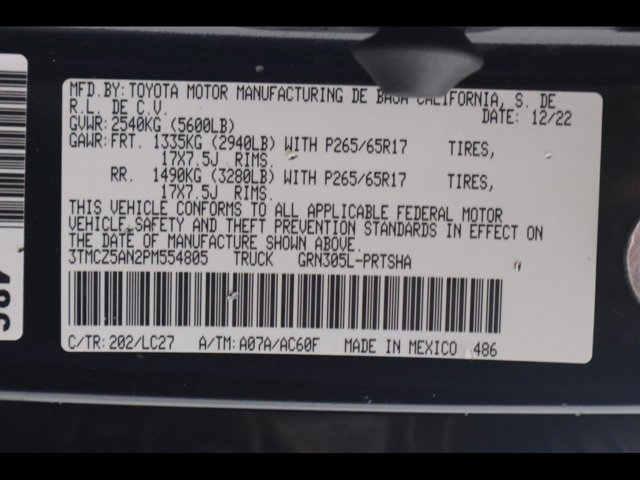 MFD.BY: TOYOTA MOTOR MANUFACTURING DE BAJA CALIFORNIA, S. DE
R.L. DE C.V. DATE: 12/22
GVWR: 2540KG (5600LB)
GAWR: FRT. 1335KG (2940LB) WITH P265/65R17 TIRES,
17X7.5J RIMS.
RR. 1490KG (3280LB) WITH P265/65R17 TIRES,
17X7.5J RIMS.
THIS VEHICLE CONFORMS TO ALL APPLICABLE FEDERAL MOTOR
VEHICLE SAFETY AND THEFT PREVENTION STANDARDS IN EFFECT ON
THE DATE OF MANUFACTURE SHOWN ABOVE.
3TMCZ5AN2PM554805 TRUCK GRN305L-PRTSHA
C/TR: 202/LC27 A/TM: A07A/AC60F MADE IN MEXICO 486
486